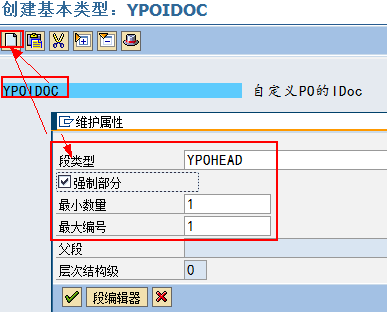 创建基本类型: YPOIDOC
YPOIDOC 自定义PO的IDoc
维护属性
段类型 YPOHEAD
强制部分
最小数量 1
最大编号 1
父段
层次结构级 0
段编辑器